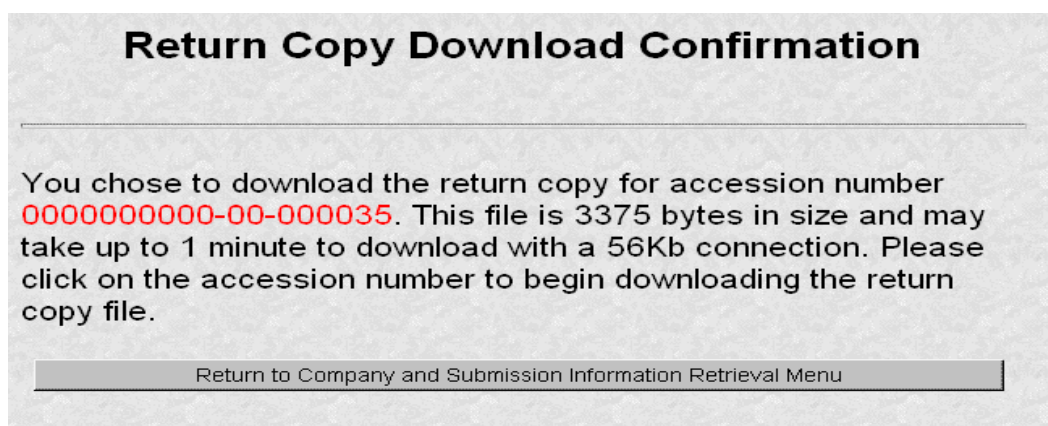 Return Copy Download Confirmation
You chose to download the return copy for accession number
0000000000-00-000035. This file is 3375 bytes in size and may
take up to 1 minute to download with a 56Kb connection. Please
click on the accession number to begin downloading the return
copy file.
Return to Company and Submission Information Retrieval Menu